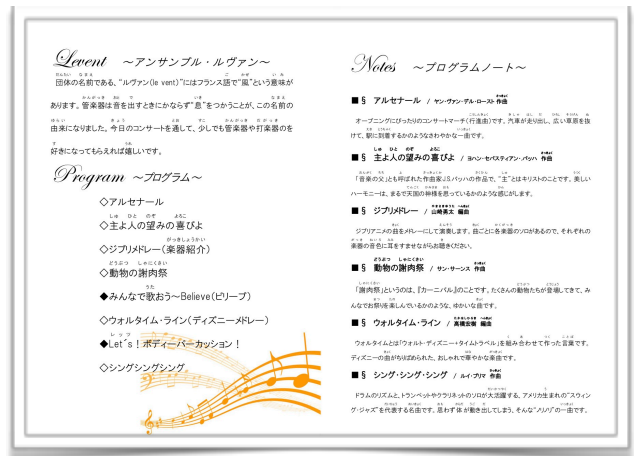 Levent ～アンサンブル・ルヴァン～
団体の名前である、“ルヴァン(le vent)”にはフランス語で“風”という意味が
あります。管楽器は音を出すときにかならず“息”をつかうことが、この名前の
由来になりました。今日のコンサートを通して、少しでも管楽器や打楽器のを
好きになってもらえれば嬉しいです。
Program ～プログラム～
◇アルセナール
◇主よ人の望みの喜びよ
◇ジブリメドレー(楽器紹介)
◇動物の謝肉祭
◆みんなで歌おう～Believe(ビリーブ)
◇ウォルタイム・ライン(ディズニーメドレー)
◆Let´s！ボディーパーカッション！
◇シングシングシング
Notes ～プログラムノート～
■§ アルセナール / ヤン・ヴァン・デル・ロースト 作曲
オープニングにぴったりのコンサートマーチ(行進曲)です。汽車が走り出し、広い草原を抜
けて、駅に到着するかのようなさわやかな一曲です。
■§ 主よ人の望みの喜びよ / ヨハン・セバスティアン・バッハ 作曲
「音楽の父」とも呼ばれた作曲家J.S.バッハの作品で、“主”とはキリストのことです。美しい
ハーモニーは、まるで天国の神様を思っているかのような感じがします。
■§ ジブリメドレー / 山崎勇太 編曲
ジブリアニメの曲をメドレーにして演奏します。曲ごとに各楽器のソロがあるので、それぞれの
楽器の音色に耳をすませながらお聴きください。
■§ 動物の謝肉祭 / サン・サーンス 作曲
「謝肉祭」というのは、『カーニバル』のことです。たくさんの動物たちが登場してきて、み
んなでお祭りを楽しんでいるかのような、ゆかいな曲です。
■§ ウォルタイム・ライン / 高橋宏樹 編曲
ウォルタイムとは「ウォルト・ディズニー＋タイムトラベル」を組み合わせて作った言葉です。
ディズニーの曲がちりばめられた、おしゃれで華やかな楽曲です。
■§ シング・シング・シング / ルイ・プリマ 作曲
ドラムのリズムと、トランペットやクラリネットのソロが大活躍する、アメリカ生まれの“スウィン
グ・ジャズ”を代表する名曲です。思わず体が動き出してしまう、そんな“ノリノリ”の一曲です。